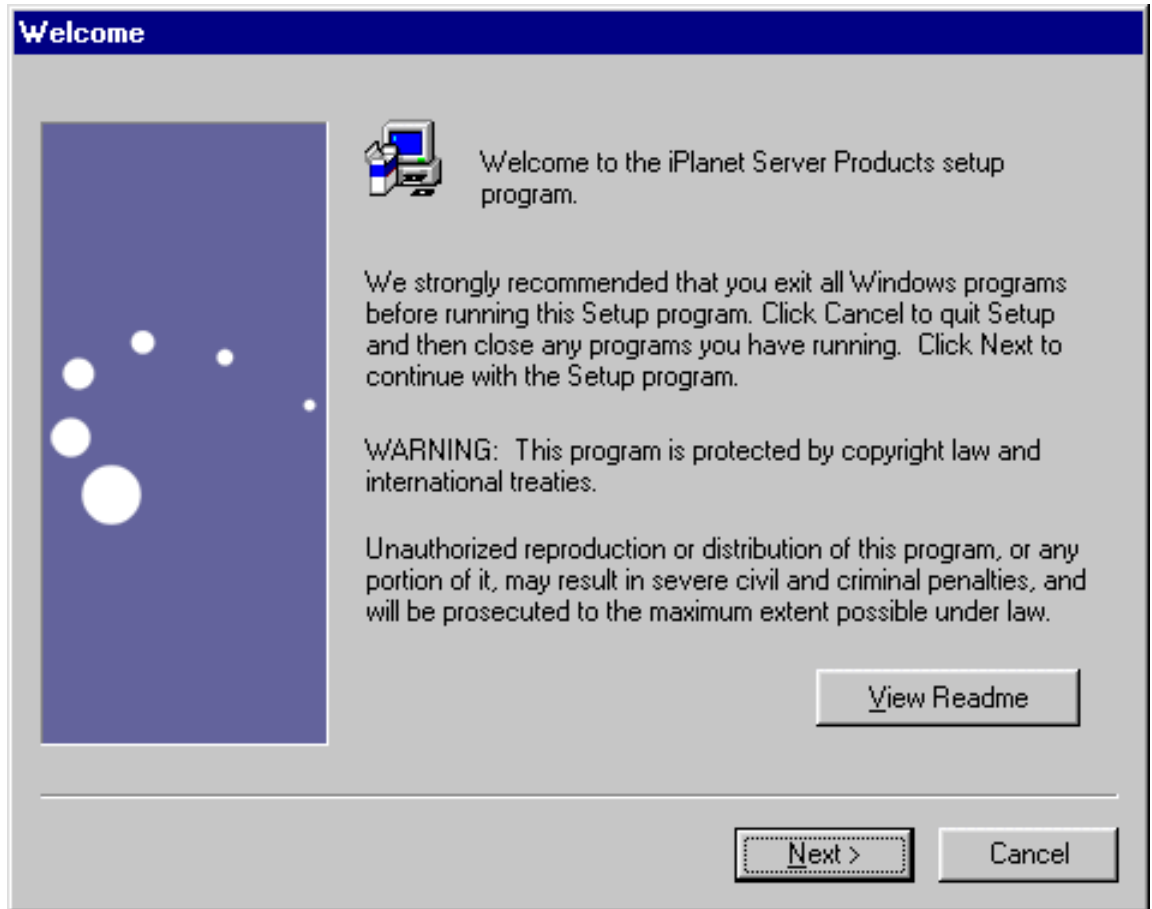 Welcome
Welcome to the iPlanet Server Products setup
program.
We strongly recommended that you exit all Windows programs
before running this Setup program. Click Cancel to quit Setup
and then close any programs you have running.  Click Next to
continue with the Setup program.
WARNING:  This program is protected by copyright law and
international treaties.
Unauthorized reproduction or distribution of this program, or any
portion of it, may result in severe civil and criminal penalties, and
will be prosecuted to the maximum extent possible under law.
View Readme
Next >
Cancel